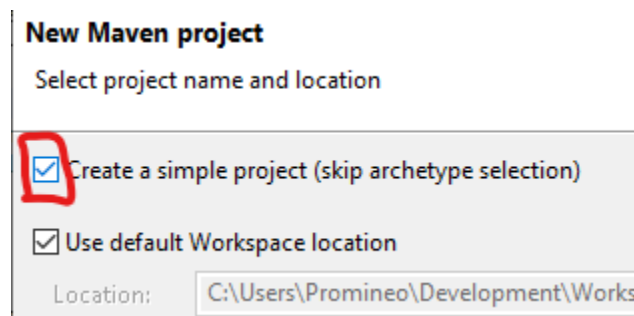 New Maven project
Select project name and location
Create a simple project (skip archetype selection)
Use default Workspace location
Location: C:\Users\Promineo\Development\Works